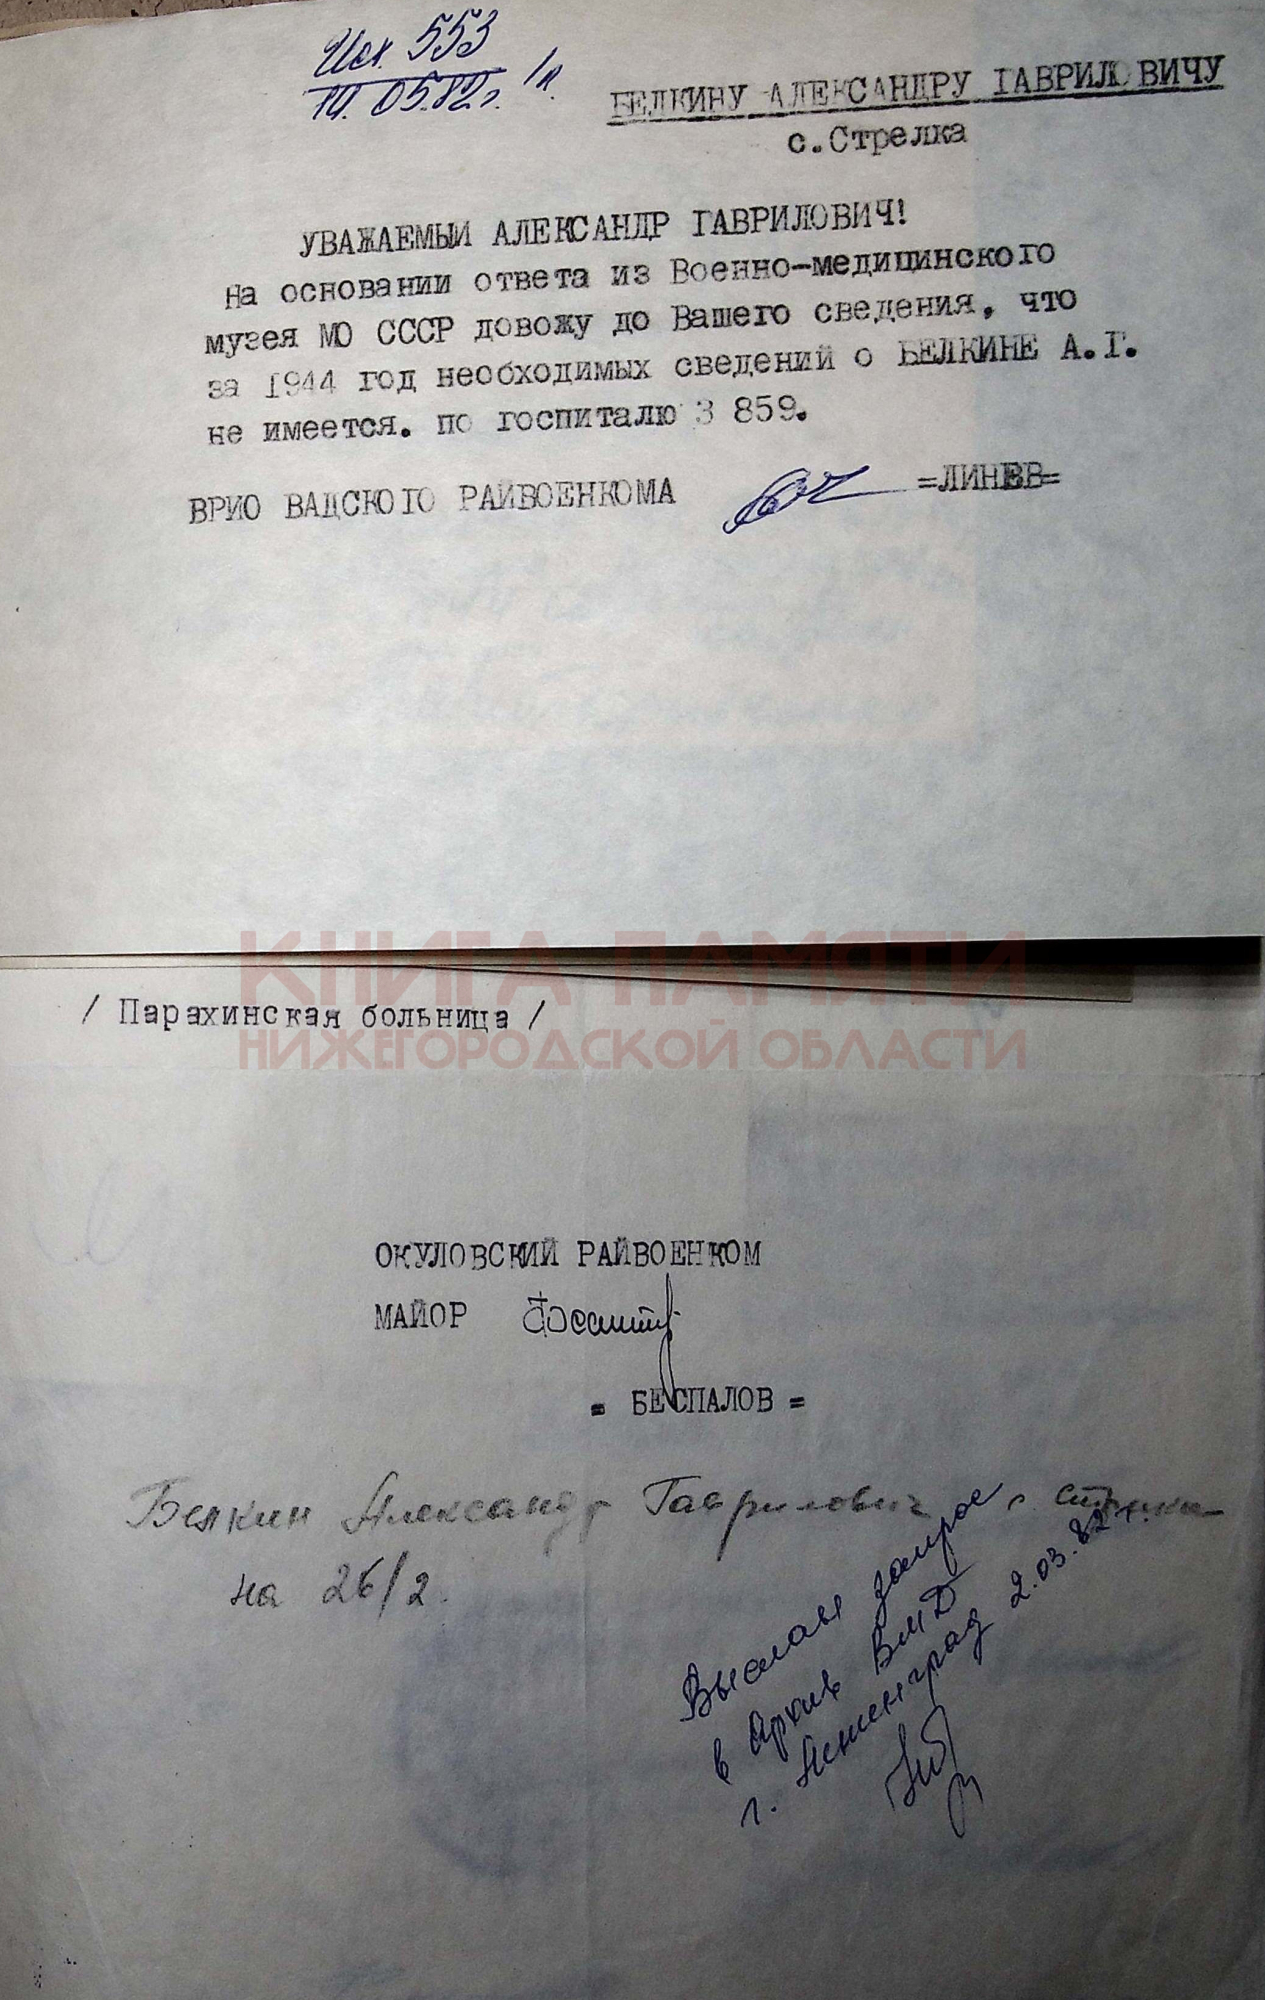 Исх. 553
10.05.82г. 1л.
БЕЛКИНУ АЛЕКСАНДРУ ГАВРИЛОВИЧУ
с.Стрелка
УВАЖАЕМЫИ АЛЕКСАНДР ГАВРИЛОВИЧ!
На основании ответа из Военно-медицинского
музея МО СССР довожу до Вашего сведения, что
за 1944 год необходимых сведений о БЕЛКИНЕ А.Г.
не имеется. по госпиталю 3 859.
ВРИО ВАДСКОГО РАЙВОЕНКОМА =ЛИНЕВ=
КНИГА ПАМЯТИ
НИЖЕГОРОДСКОЙ ОБЛАСТИ
/ Парахинская больница /
ОКУЛОВСКИЙ РАЙВОЕНКОМ
МАЙОР
= БЕСПАЛОВ =
Белкин Александр Гаврилович с. Стрелка
на 26/2.
Выслан запрос
в Архив ВМД
г. Ленинград 2.03.82 г.